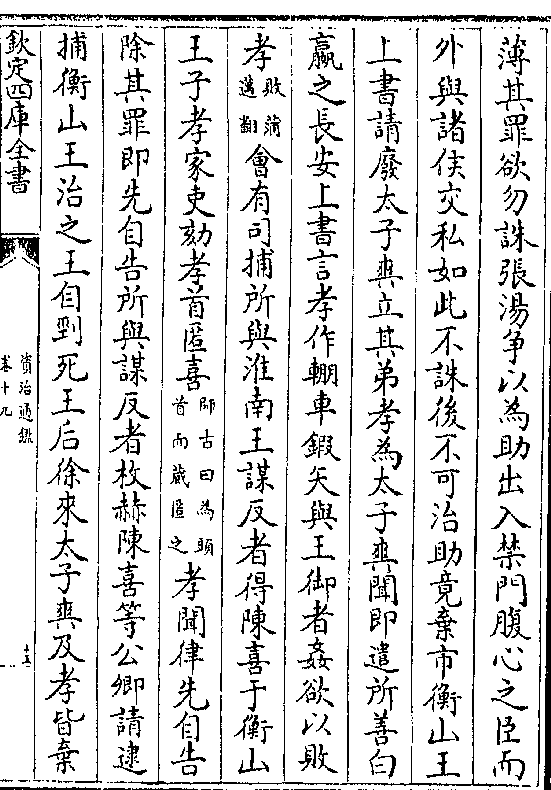 薄其罪欲勿誅張湯爭以為助出入禁門腹心之臣而
外與諸侯交私如此不誅後不可治助竟棄市衡山王
上書請廢太子爽立其弟孝為太子爽聞即遣所善白
嬴之長安上書言孝作輣車鍜矢與王御者姦欲以敗
孝敗蒲邁翻會有司捕所與淮南王謀反者得陳喜于衡山
王子孝家吏劾孝首匿喜師古曰為頭首而藏匿之孝聞律先自告
除其罪即先自告所與謀反者枚赫陳喜等公卿請逮
捕衡山王治之王自剄死王后徐來太子爽及孝皆棄
欽定四庫全書
資治通鑑
卷十九
十五